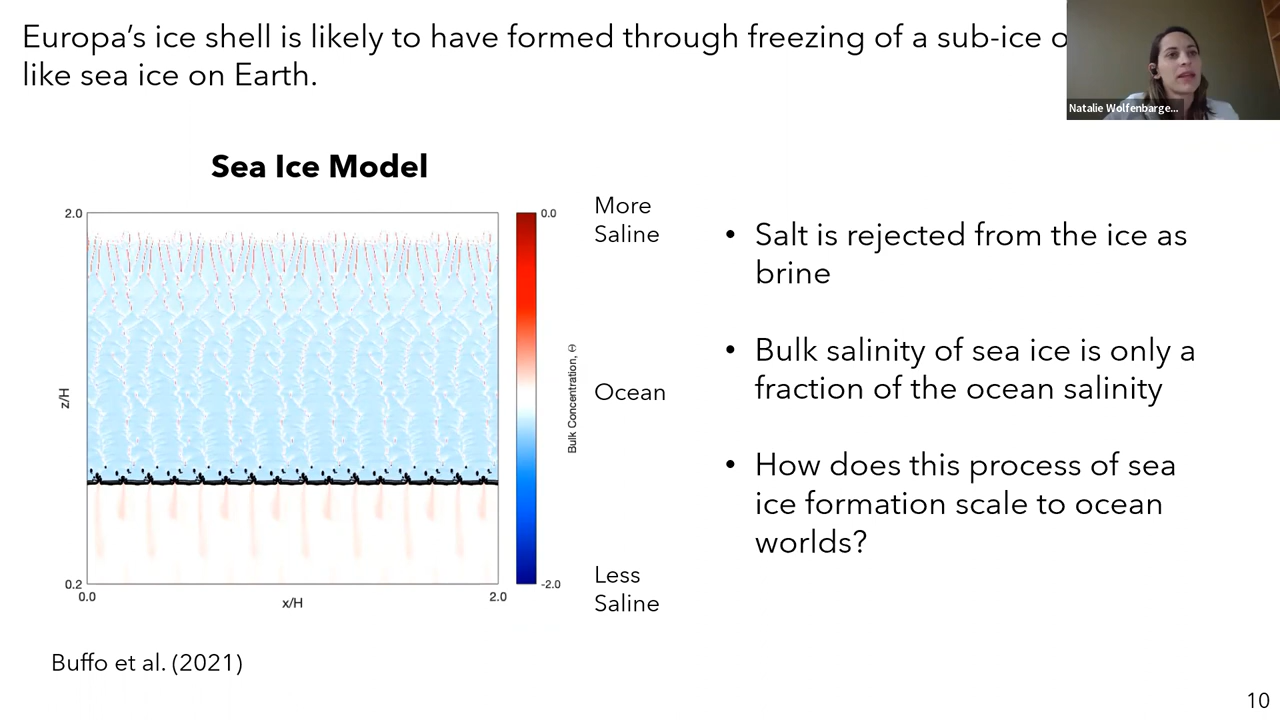 Europa’s ice shell is likely to have formed through freezing of a sub-ice
like sea ice on Earth.
Natalie Wolfenbarge...
Sea Ice Model
2.0
0.2
0.0
2.0
x/H
z/H
0.0
-2.0
Bulk Concentration, Θ
More
Saline
Ocean
Less
Saline
• Salt is rejected from the ice as
brine
• Bulk salinity of sea ice is only a
fraction of the ocean salinity
• How does this process of sea
ice formation scale to ocean
worlds?
Buffo et al. (2021)
10